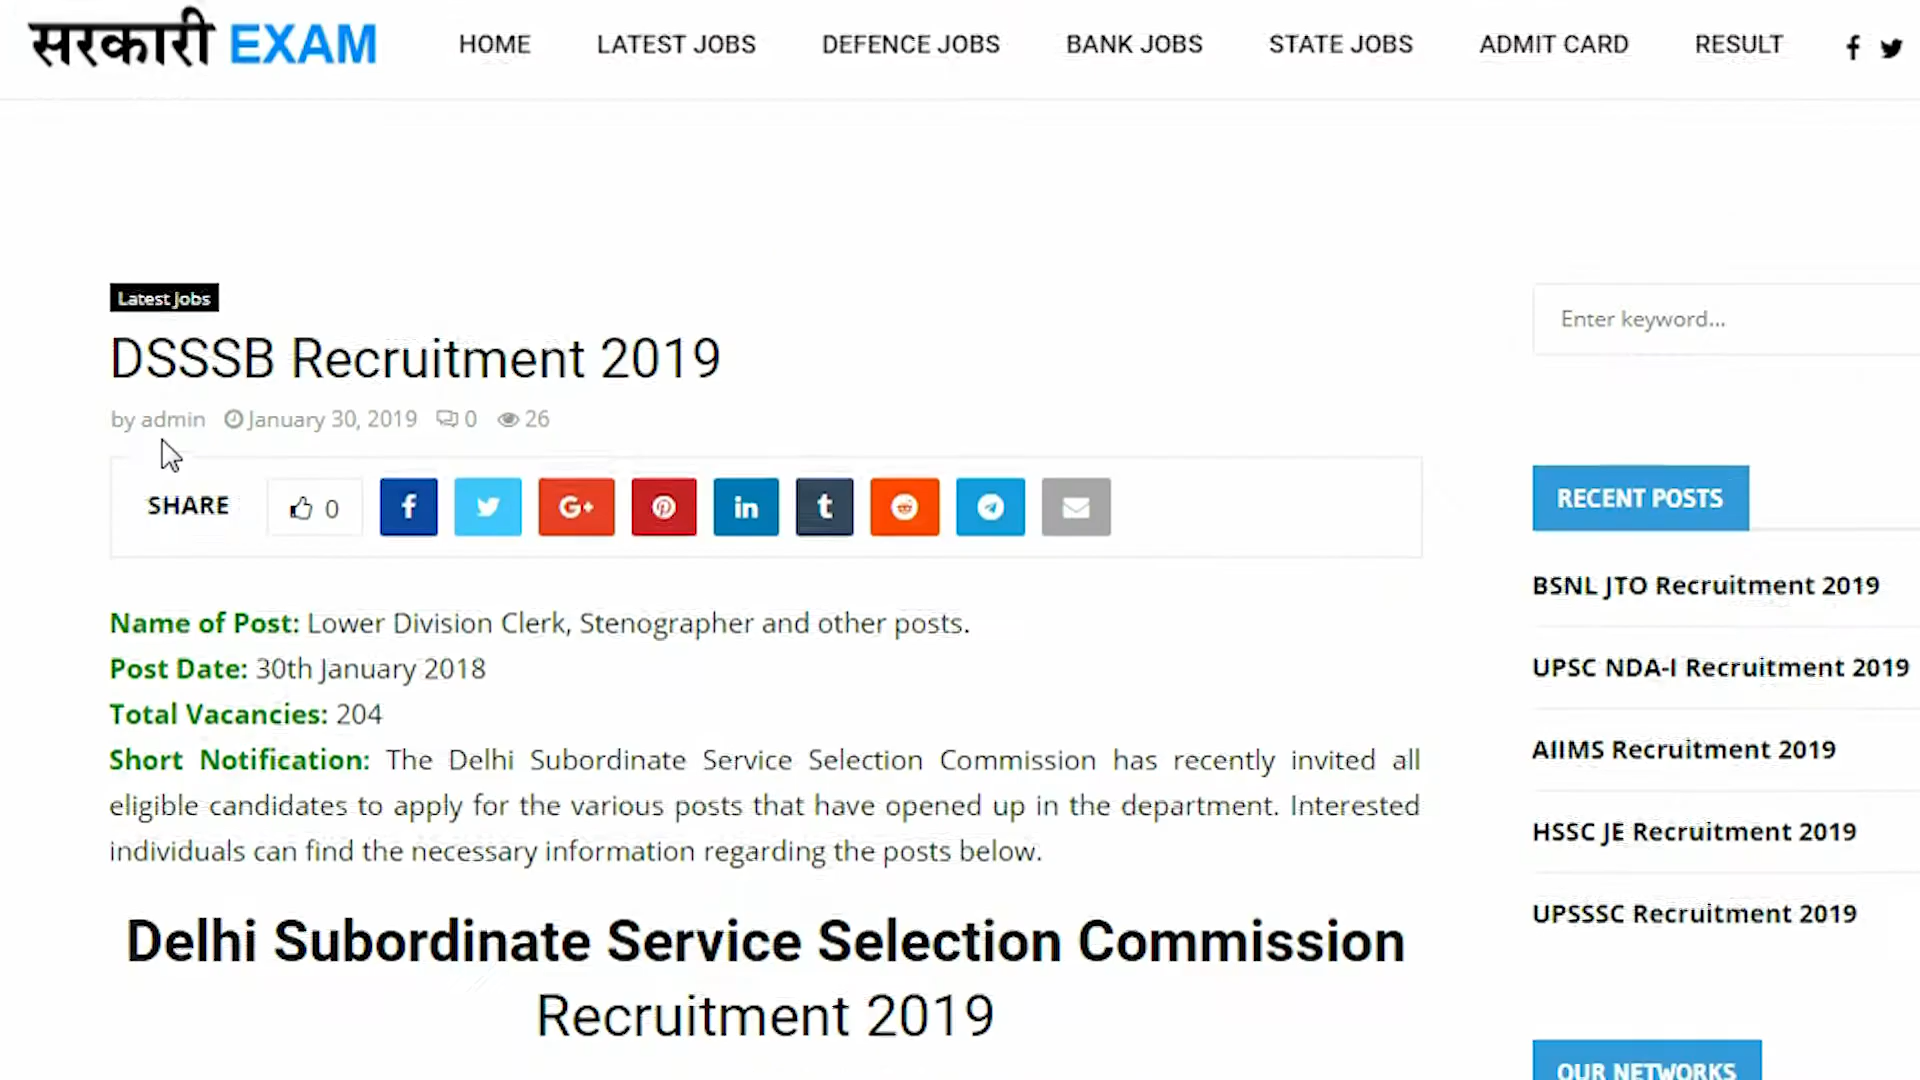 सरकारी EXAM
HOME LATEST JOBS DEFENCE JOBS BANK JOBS STATE JOBS ADMIT CARD RESULT
Latest Jobs
DSSSB Recruitment 2019
by admin January 30, 2019 0 26
SHARE 0
Name of Post: Lower Division Clerk, Stenographer and other posts.
Post Date: 30th January 2018
Total Vacancies: 204
Short Notification: The Delhi Subordinate Service Selection Commission has recently invited all
eligible candidates to apply for the various posts that have opened up in the department. Interested
individuals can find the necessary information regarding the posts below.
Delhi Subordinate Service Selection Commission
Recruitment 2019
Enter keyword...
RECENT POSTS
BSNL JTO Recruitment 2019
UPSC NDA-I Recruitment 2019
AIIMS Recruitment 2019
HSSC JE Recruitment 2019
UPSSSC Recruitment 2019
OUR NETWORKS